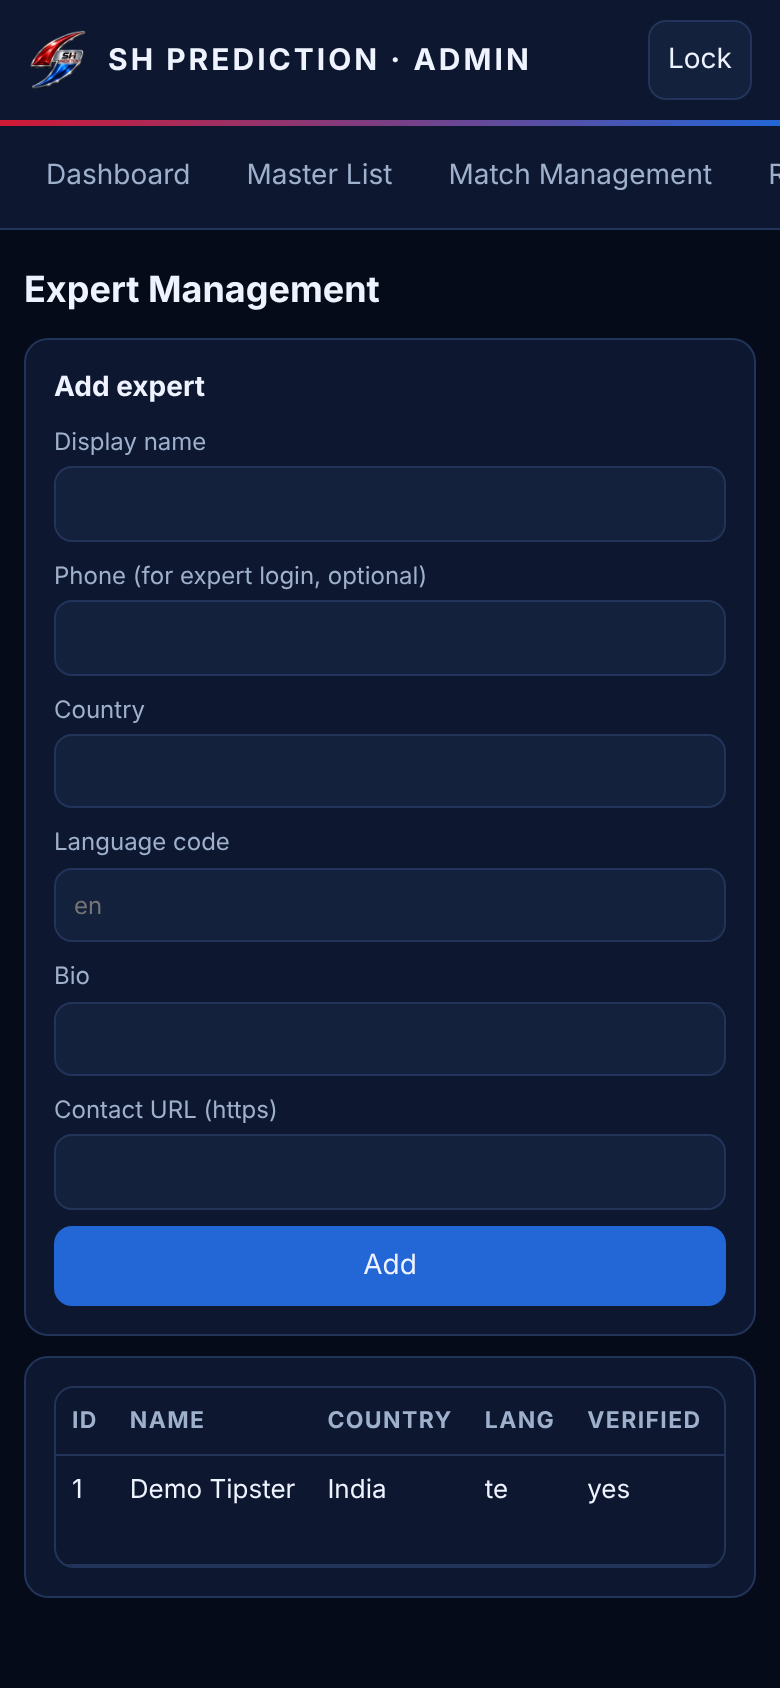 SH
SH PREDICTION · ADMIN
Lock
Dashboard Master List Match Management R
Expert Management
Add expert
Display name
Phone (for expert login, optional)
Country
Language code
en
Bio
Contact URL (https)
Add
ID NAME COUNTRY LANG VERIFIED
1 Demo Tipster India te yes